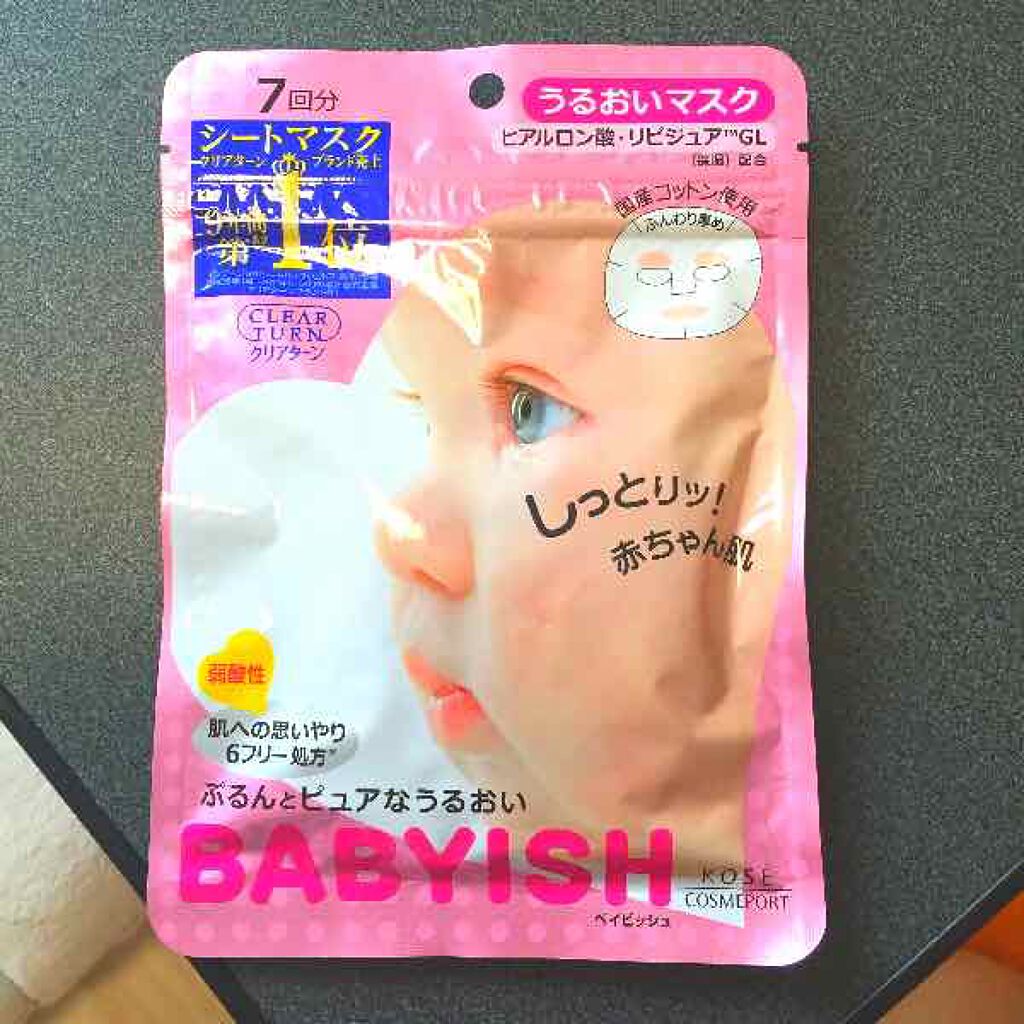 7回分
うるおいマスク
ヒアルロン酸・リピジュア™GL
(保湿) 配合
シートマスク
クリアターン ブランド売上
第1位
国産コットン使用
ふんわり厚め
CLEAR
TURN
クリアターン
しっとりッ!
赤ちゃん肌
弱酸性
肌への思いやり
6フリー処方*
ぷるんとピュアなうるおい
BABYISH
ベイビッシュ
KOSÉ
COSMEPORT